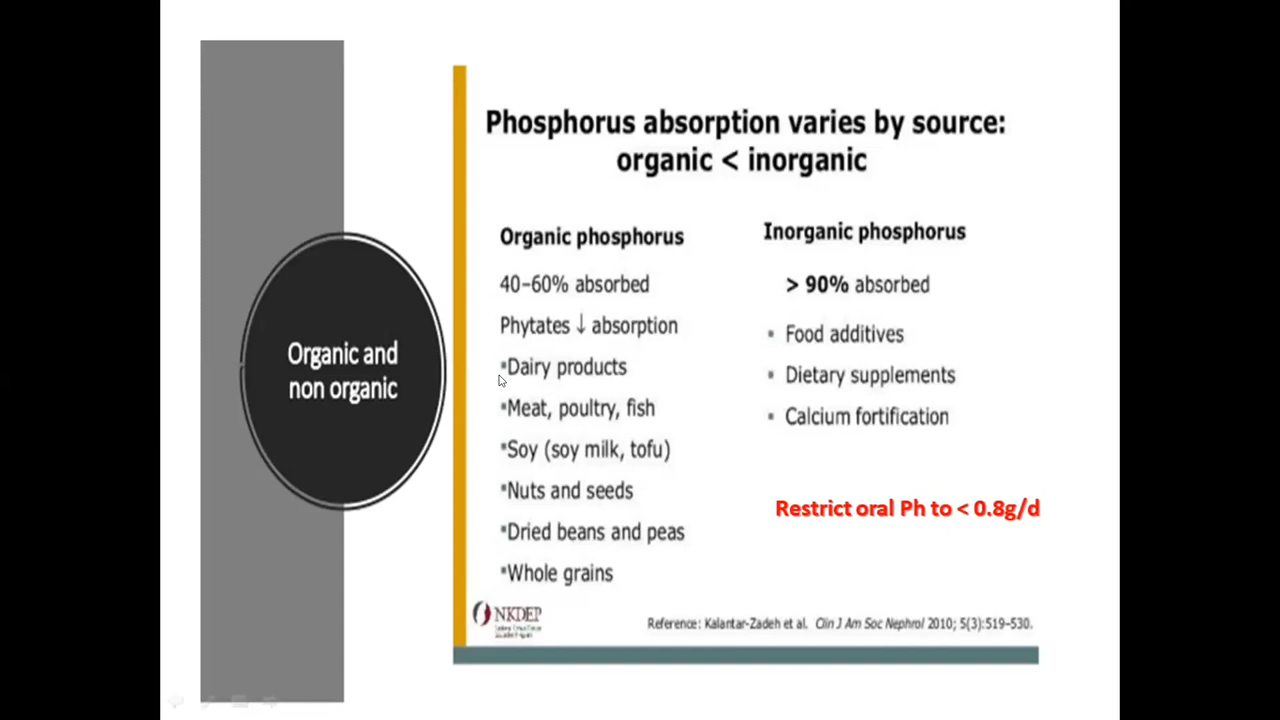 Organic and
non organic
Phosphorus absorption varies by source:
organic < inorganic
Organic phosphorus
40–60% absorbed
Phytates ↓ absorption
▪Dairy products
▪Meat, poultry, fish
▪Soy (soy milk, tofu)
▪Nuts and seeds
▪Dried beans and peas
▪Whole grains
Inorganic phosphorus
> 90% absorbed
▪ Food additives
▪ Dietary supplements
▪ Calcium fortification
Restrict oral Ph to < 0.8g/d
NKDEP
Reference: Kalantar-Zadeh et al. Clin J Am Soc Nephrol 2010; 5(3):519–530.